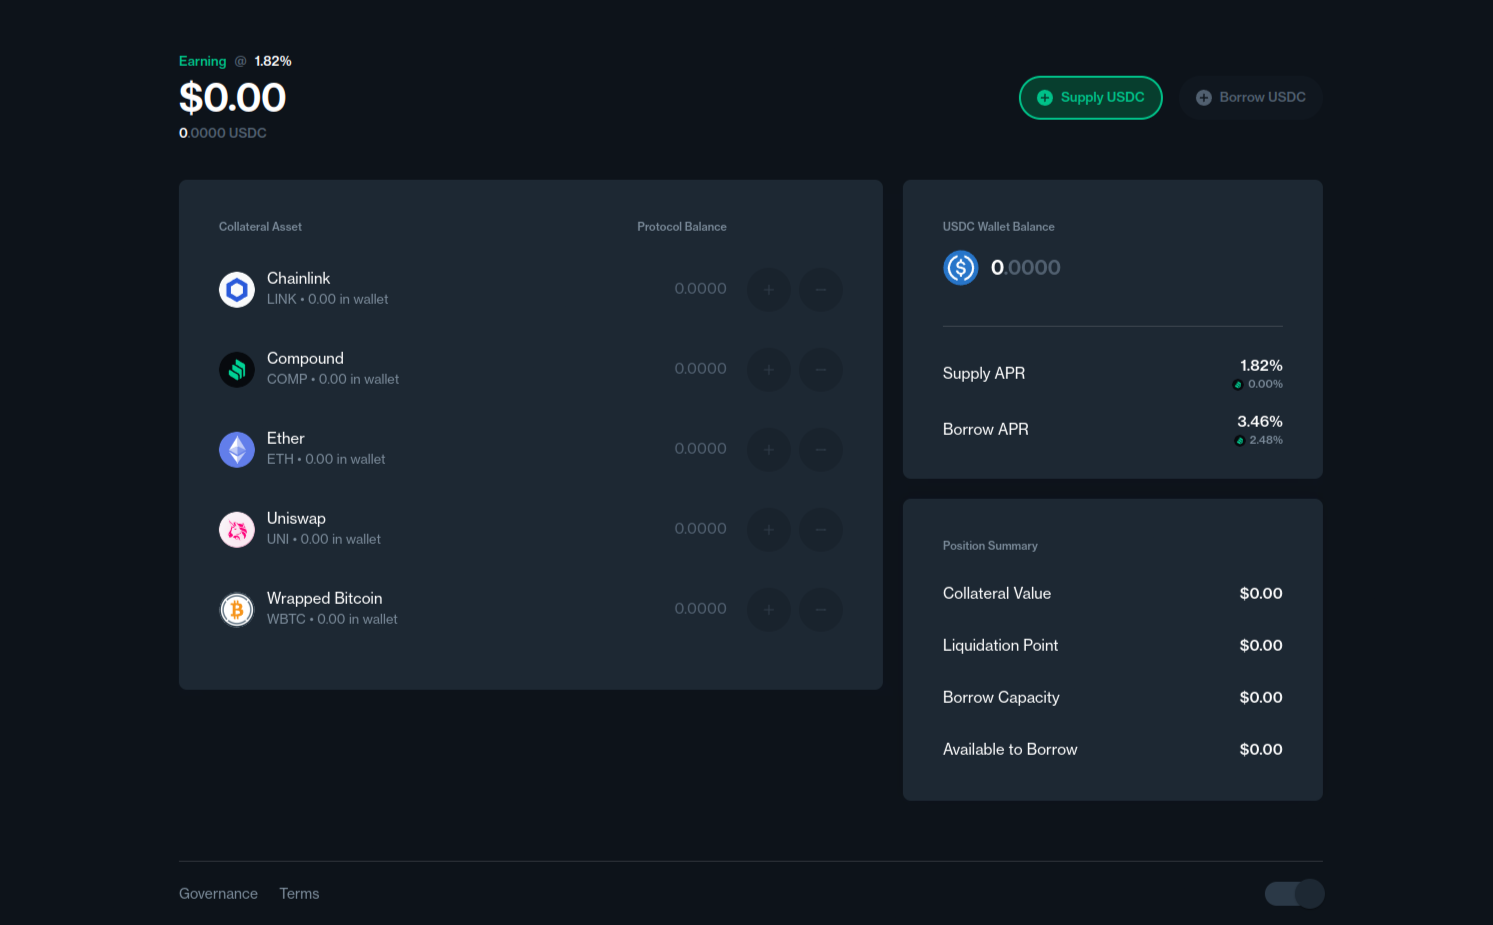 Earning @ 1.82%
$0.00
0.0000 USDC
Supply USDC
Borrow USDC
Collateral Asset
Protocol Balance
Chainlink
LINK • 0.00 in wallet
0.0000
Compound
COMP • 0.00 in wallet
0.0000
Ether
ETH • 0.00 in wallet
0.0000
Uniswap
UNI • 0.00 in wallet
0.0000
Wrapped Bitcoin
WBTC • 0.00 in wallet
0.0000
USDC Wallet Balance
0.0000
Supply APR
1.82%
0.00%
Borrow APR
3.46%
2.48%
Position Summary
Collateral Value $0.00
Liquidation Point $0.00
Borrow Capacity $0.00
Available to Borrow $0.00
Governance Terms